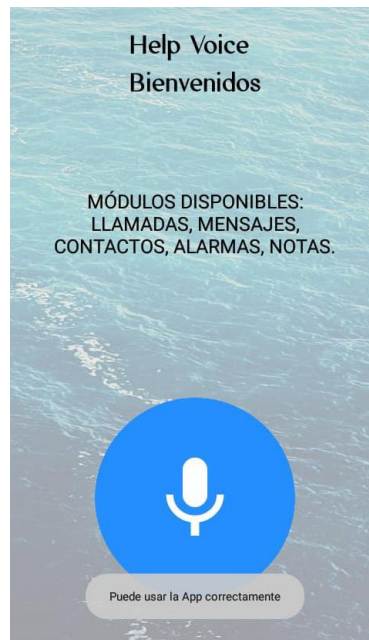 Help Voice
Bienvenidos
MÓDULOS DISPONIBLES:
LLAMADAS, MENSAJES,
CONTACTOS, ALARMAS, NOTAS.
Puede usar la App correctamente